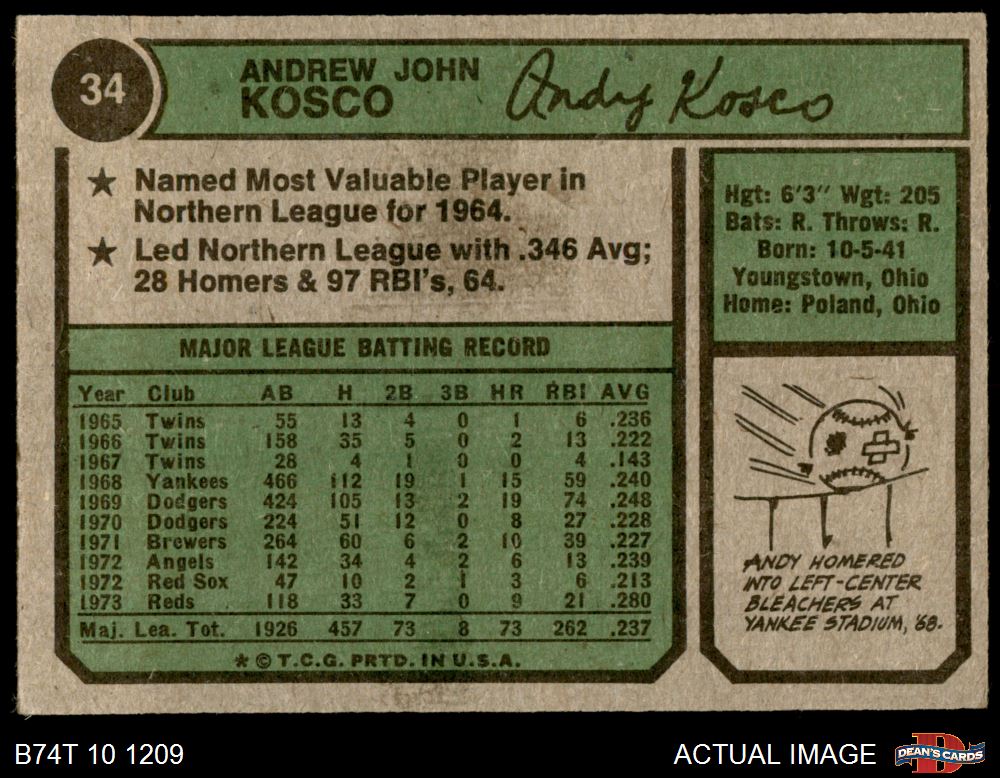 34
ANDREW JOHN
KOSCO
Andy Kosco
★ Named Most Valuable Player in
Northern League for 1964.
★ Led Northern League with .346 Avg;
28 Homers & 97 RBI's, 64.
Hgt: 6'3" Wgt: 205
Bats: R. Throws: R.
Born: 10-5-41
Youngstown, Ohio
Home: Poland, Ohio
MAJOR LEAGUE BATTING RECORD
Year Club AB H 2B 3B HR RBI AVG
1965 Twins 55 13 4 0 1 6 .236
1966 Twins 158 35 5 0 2 13 .222
1967 Twins 28 4 1 0 0 4 .143
1968 Yankees 466 112 19 1 15 59 .240
1969 Dodgers 424 105 13 2 19 74 .248
1970 Dodgers 224 51 12 0 8 27 .228
1971 Brewers 264 60 6 2 10 39 .227
1972 Angels 142 34 4 2 6 13 .239
1972 Red Sox 47 10 2 1 3 6 .213
1973 Reds 118 33 7 0 9 21 .280
Maj. Lea. Tot. 1926 457 73 8 73 262 .237
* © T.C.G. PRTD. IN U.S.A.
ANDY HOMERED
INTO LEFT-CENTER
BLEACHERS AT
YANKEE STADIUM, '68.
B74T 10 1209
ACTUAL IMAGE
DEAN'S CARDS